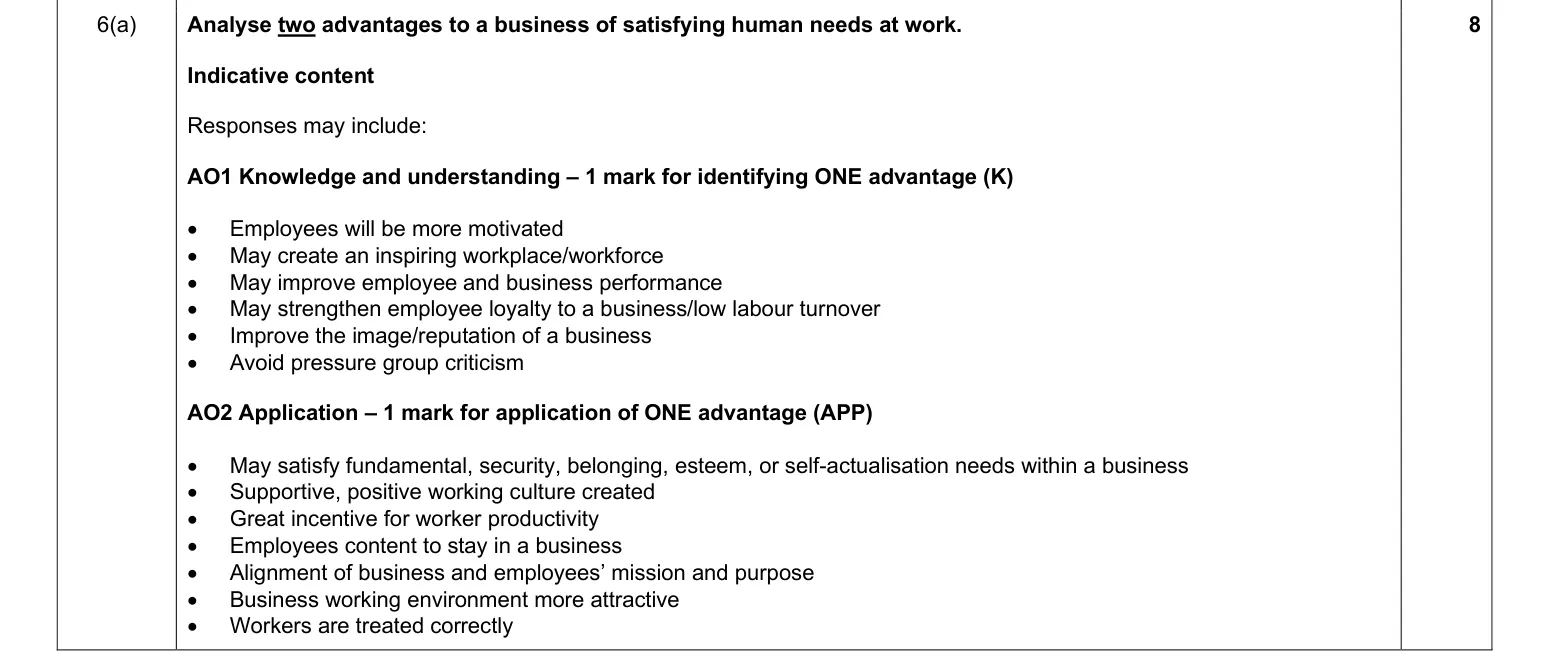 6(a) Analyse two advantages to a business of satisfying human needs at work. 8
Indicative content
Responses may include:
AO1 Knowledge and understanding – 1 mark for identifying ONE advantage (K)
• Employees will be more motivated
• May create an inspiring workplace/workforce
• May improve employee and business performance
• May strengthen employee loyalty to a business/low labour turnover
• Improve the image/reputation of a business
• Avoid pressure group criticism
AO2 Application – 1 mark for application of ONE advantage (APP)
• May satisfy fundamental, security, belonging, esteem, or self-actualisation needs within a business
• Supportive, positive working culture created
• Great incentive for worker productivity
• Employees content to stay in a business
• Alignment of business and employees’ mission and purpose
• Business working environment more attractive
• Workers are treated correctly